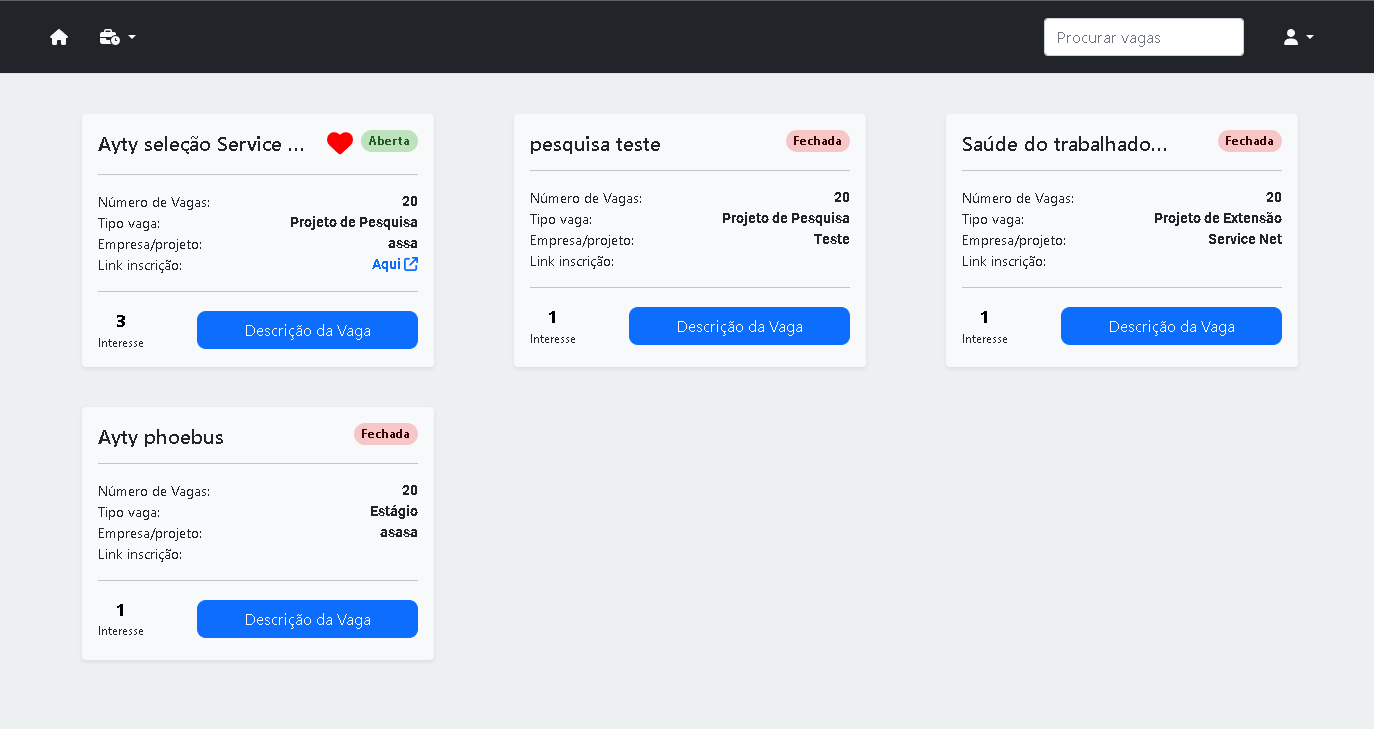 Procurar vagas
Ayty seleção Service ...
Aberta
Número de Vagas: 20
Tipo vaga: Projeto de Pesquisa
Empresa/projeto: assa
Link inscrição: Aqui
3
Interesse
Descrição da Vaga
pesquisa teste
Fechada
Número de Vagas: 20
Tipo vaga: Projeto de Pesquisa
Empresa/projeto: Teste
Link inscrição:
1
Interesse
Descrição da Vaga
Saúde do trabalhado...
Fechada
Número de Vagas: 20
Tipo vaga: Projeto de Extensão
Empresa/projeto: Service Net
Link inscrição:
1
Interesse
Descrição da Vaga
Ayty phoebus
Fechada
Número de Vagas: 20
Tipo vaga: Estágio
Empresa/projeto: asasa
Link inscrição:
1
Interesse
Descrição da Vaga